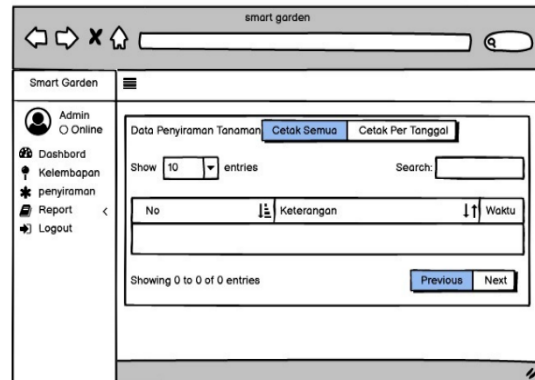 smart garden
Smart Garden
Admin
Online
Dashbord
Kelembapan
penyiraman
Report
Logout
Data Penyiraman Tanaman Cetak Semua Cetak Per Tanggal
Show 10 entries Search:
No Keterangan Waktu
Showing 0 to 0 of 0 entries Previous Next